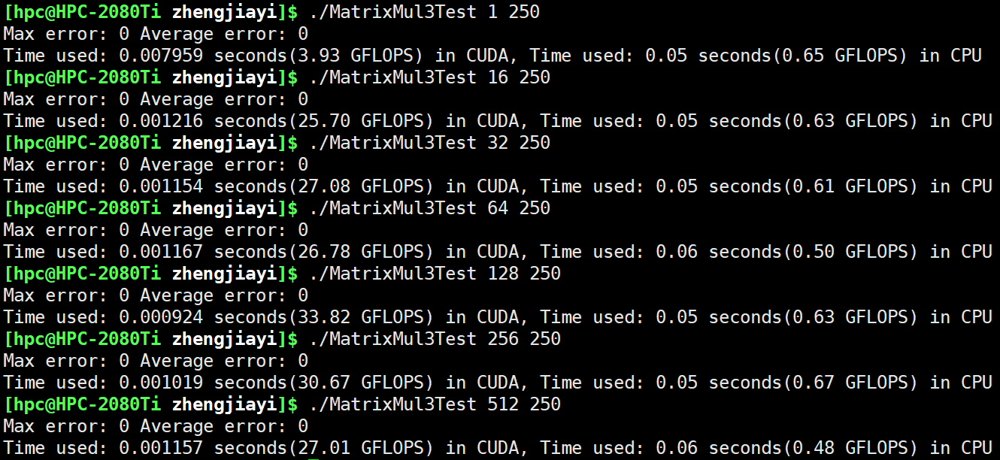 [hpc@HPC-2080Ti zhengjiayi]$ ./MatrixMul3Test 1 250
Max error: 0 Average error: 0
Time used: 0.007959 seconds(3.93 GFLOPS) in CUDA, Time used: 0.05 seconds(0.65 GFLOPS) in CPU
[hpc@HPC-2080Ti zhengjiayi]$ ./MatrixMul3Test 16 250
Max error: 0 Average error: 0
Time used: 0.001216 seconds(25.70 GFLOPS) in CUDA, Time used: 0.05 seconds(0.63 GFLOPS) in CPU
[hpc@HPC-2080Ti zhengjiayi]$ ./MatrixMul3Test 32 250
Max error: 0 Average error: 0
Time used: 0.001154 seconds(27.08 GFLOPS) in CUDA, Time used: 0.05 seconds(0.61 GFLOPS) in CPU
[hpc@HPC-2080Ti zhengjiayi]$ ./MatrixMul3Test 64 250
Max error: 0 Average error: 0
Time used: 0.001167 seconds(26.78 GFLOPS) in CUDA, Time used: 0.06 seconds(0.50 GFLOPS) in CPU
[hpc@HPC-2080Ti zhengjiayi]$ ./MatrixMul3Test 128 250
Max error: 0 Average error: 0
Time used: 0.000924 seconds(33.82 GFLOPS) in CUDA, Time used: 0.05 seconds(0.63 GFLOPS) in CPU
[hpc@HPC-2080Ti zhengjiayi]$ ./MatrixMul3Test 256 250
Max error: 0 Average error: 0
Time used: 0.001019 seconds(30.67 GFLOPS) in CUDA, Time used: 0.05 seconds(0.67 GFLOPS) in CPU
[hpc@HPC-2080Ti zhengjiayi]$ ./MatrixMul3Test 512 250
Max error: 0 Average error: 0
Time used: 0.001157 seconds(27.01 GFLOPS) in CUDA, Time used: 0.06 seconds(0.48 GFLOPS) in CPU